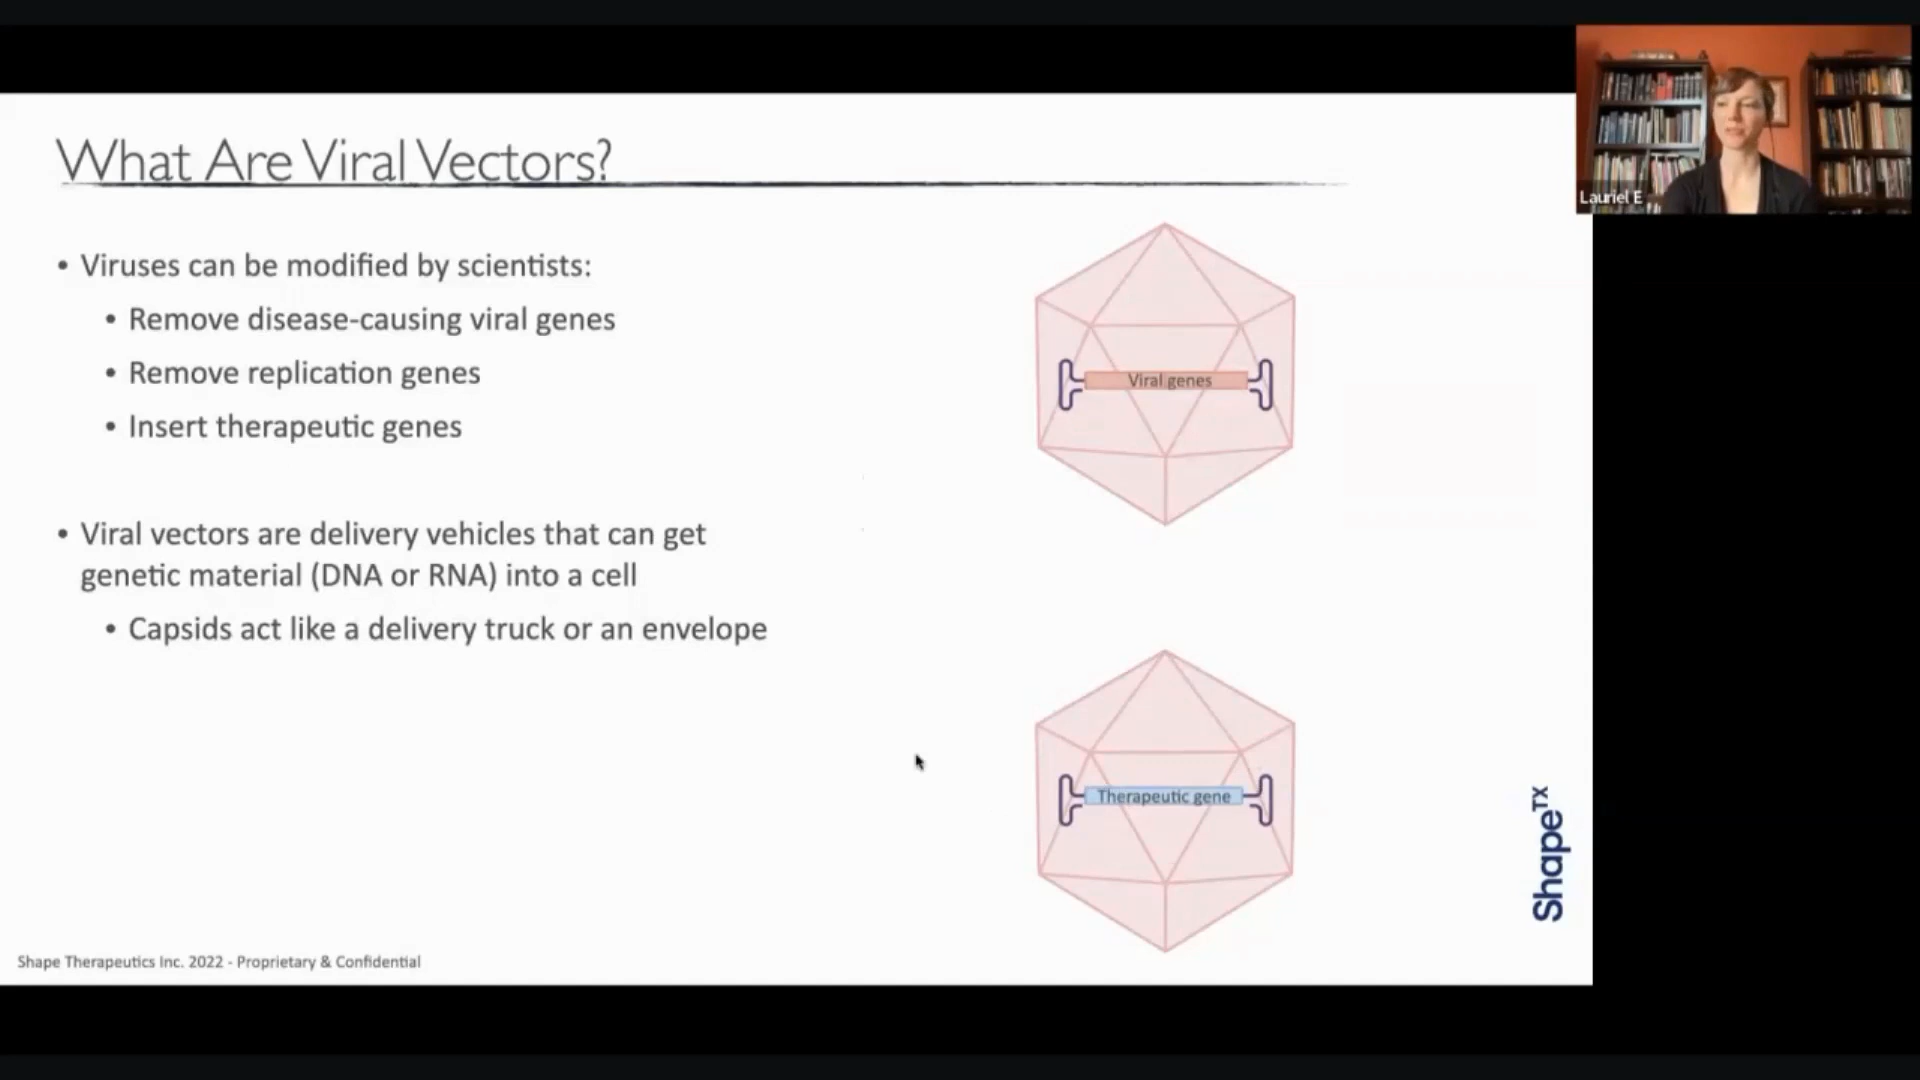 What Are Viral Vectors?
• Viruses can be modified by scientists:
• Remove disease-causing viral genes
• Remove replication genes
• Insert therapeutic genes
• Viral vectors are delivery vehicles that can get
genetic material (DNA or RNA) into a cell
• Capsids act like a delivery truck or an envelope
Viral genes
Therapeutic gene
ShapeTX
Shape Therapeutics Inc. 2022 - Proprietary & Confidential
Lauriel E